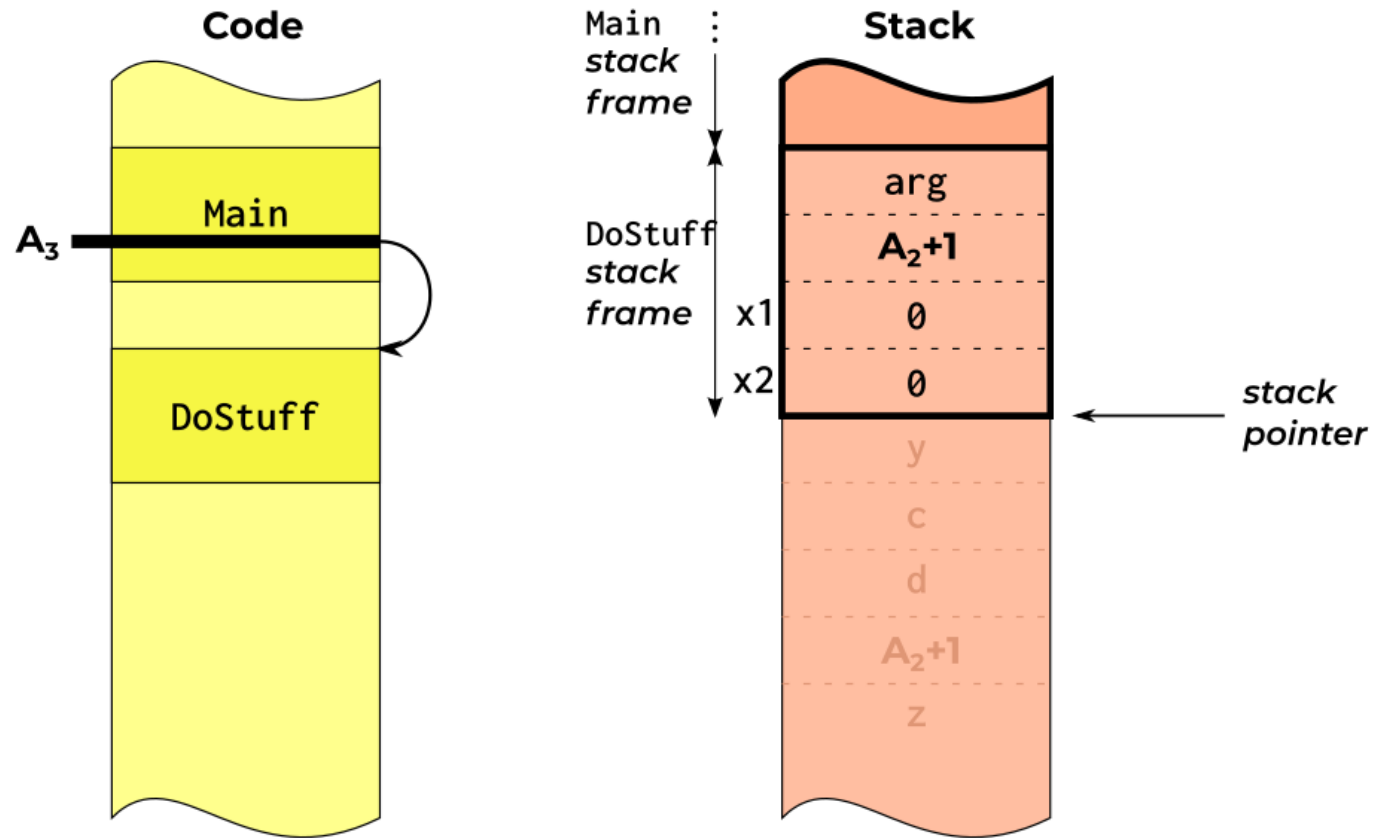 Code
Main
A₃
DoStuff
Main ⋮
stack
frame
DoStuff
stack
frame
Stack
arg
A₂+1
x1 0
x2 0
stack
pointer
y
c
d
A₂+1
z